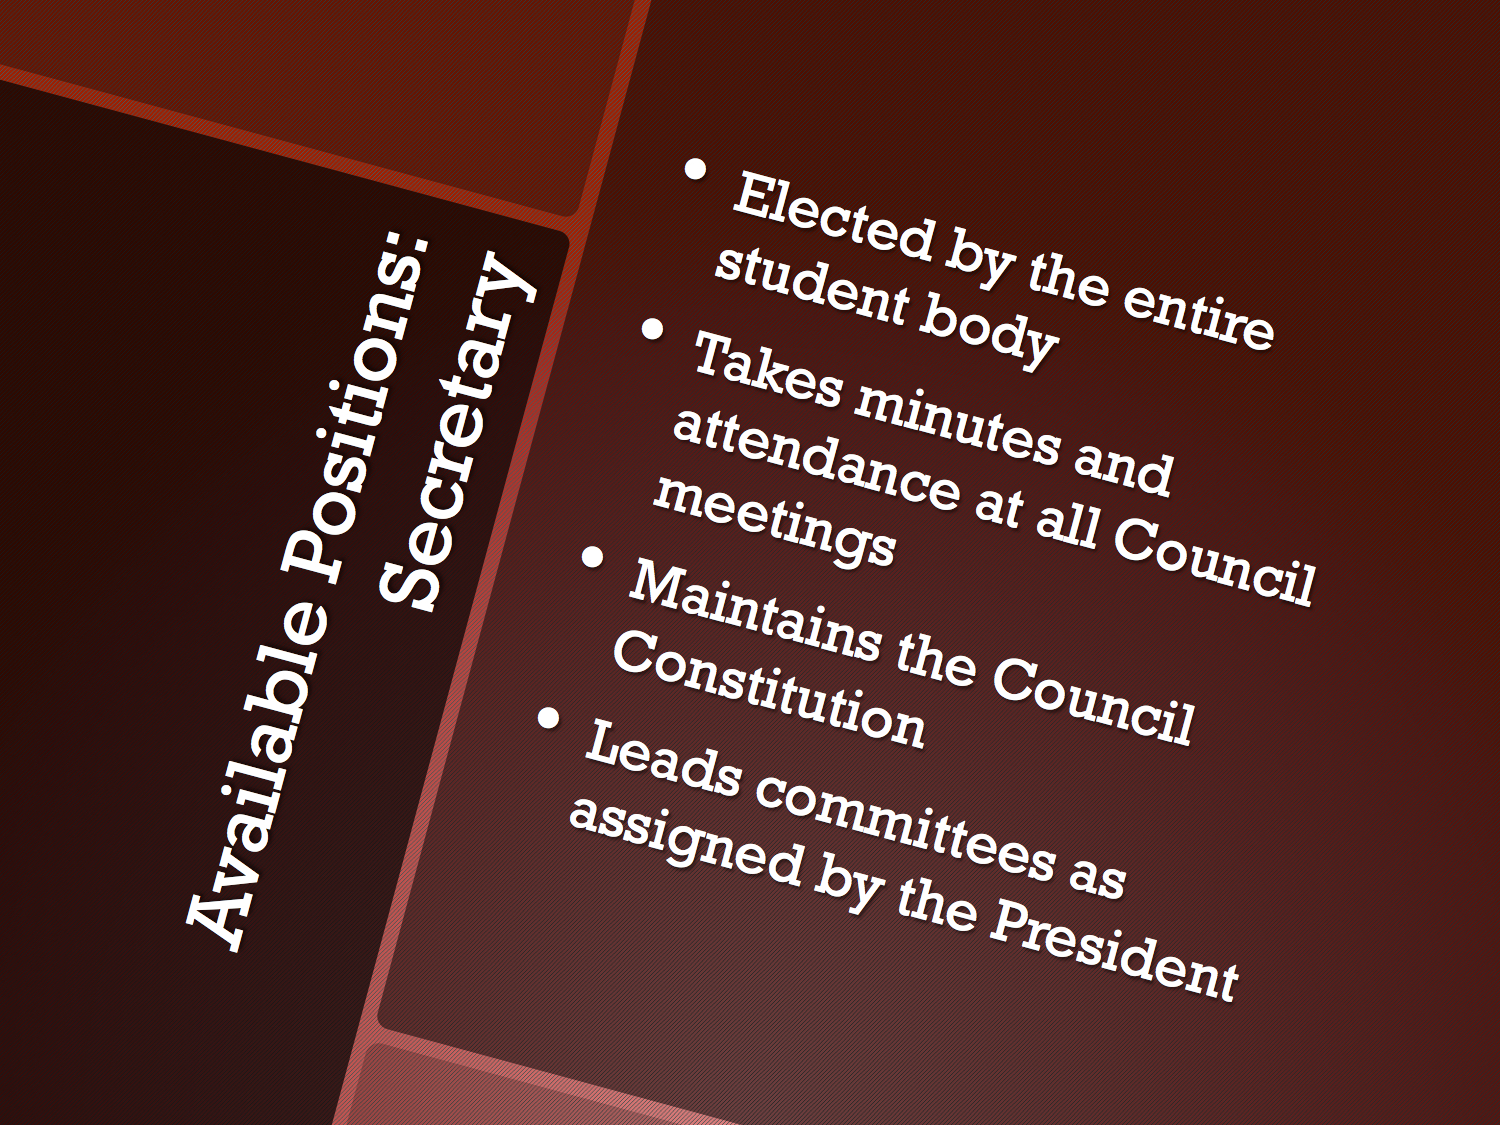 Available Positions:
Secretary
• Elected by the entire
student body
• Takes minutes and
attendance at all Council
meetings
• Maintains the Council
Constitution
• Leads committees as
assigned by the President